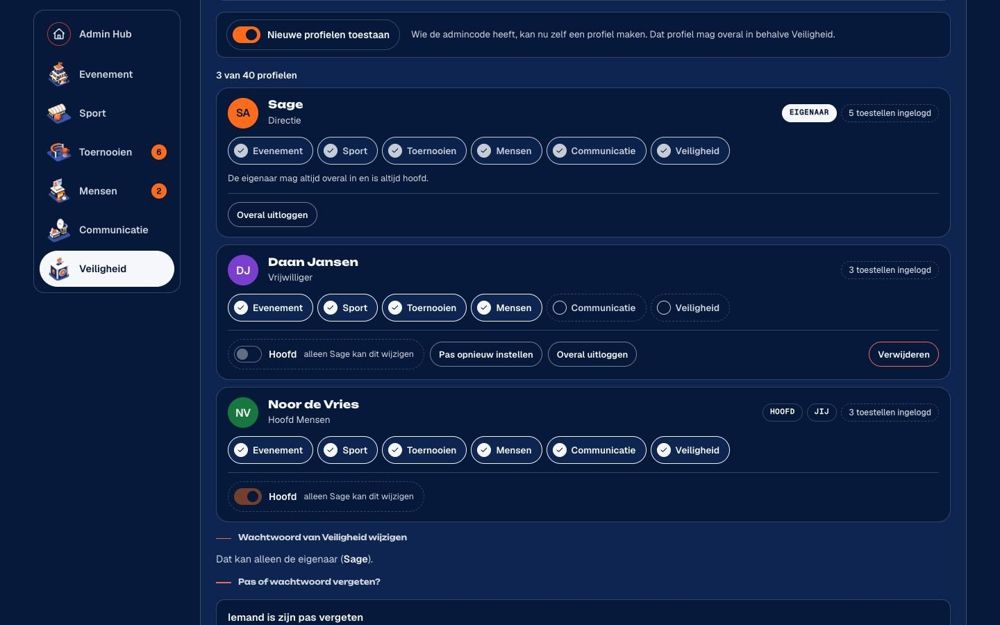 Admin Hub
Evenement
Sport
Toernooien 6
Mensen 2
Communicatie
Veiligheid
Nieuwe profielen toestaan Wie de admincode heeft, kan nu zelf een profiel maken. Dat profiel mag overal in behalve Veiligheid.
3 van 40 profielen
SA Sage EIGENAAR 5 toestellen ingelogd
Directie
Evenement Sport Toernooien Mensen Communicatie Veiligheid
De eigenaar mag altijd overal in en is altijd hoofd.
Overal uitloggen
DJ Daan Jansen 3 toestellen ingelogd
Vrijwilliger
Evenement Sport Toernooien Mensen Communicatie Veiligheid
Hoofd alleen Sage kan dit wijzigen Pas opnieuw instellen Overal uitloggen Verwijderen
NV Noor de Vries HOOFD JIJ 3 toestellen ingelogd
Hoofd Mensen
Evenement Sport Toernooien Mensen Communicatie Veiligheid
Hoofd alleen Sage kan dit wijzigen
Wachtwoord van Veiligheid wijzigen
Dat kan alleen de eigenaar (Sage).
Pas of wachtwoord vergeten?
Iemand is zijn pas vergeten